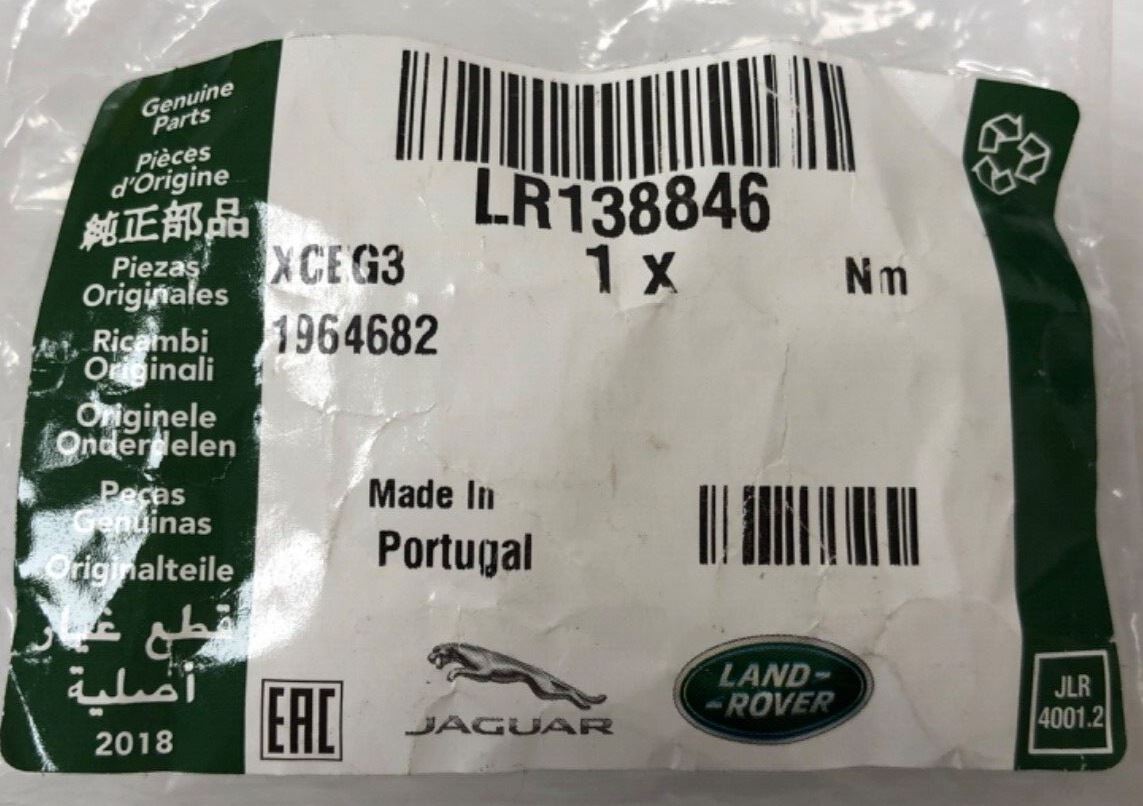 Genuine
Parts
Pièces
d'Origine
純正部品
Piezas
Originales
Ricambi
Originali
Originele
Onderdelen
Peças
Genuinas
Originalteile
قطع غيار
أصلية
2018
LR138846
XCEG3 1 x Nm
1964682
Made In
Portugal
EAC
JAGUAR
LAND-
-ROVER
JLR
4001.2